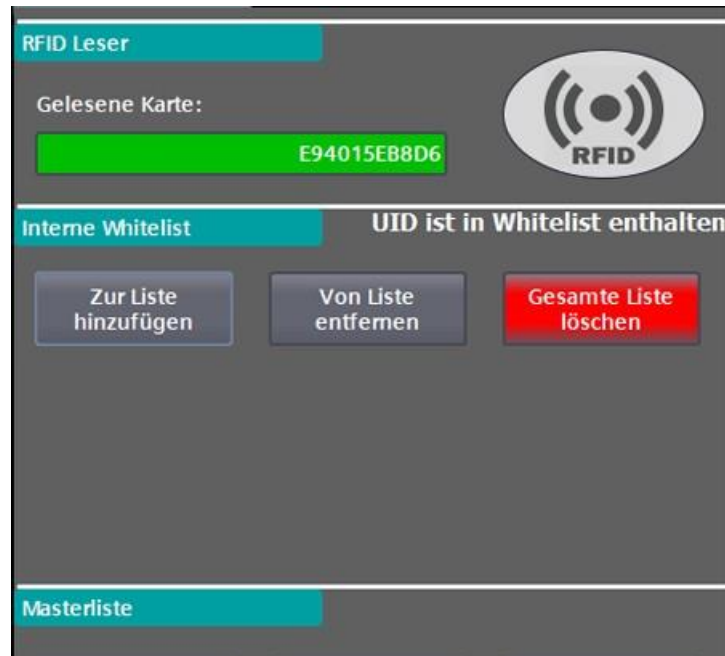 RFID Leser
Gelesene Karte:
E94015EB8D6
RFID
Interne Whitelist
UID ist in Whitelist enthalten
Zur Liste
hinzufügen
Von Liste
entfernen
Gesamte Liste
löschen
Masterliste